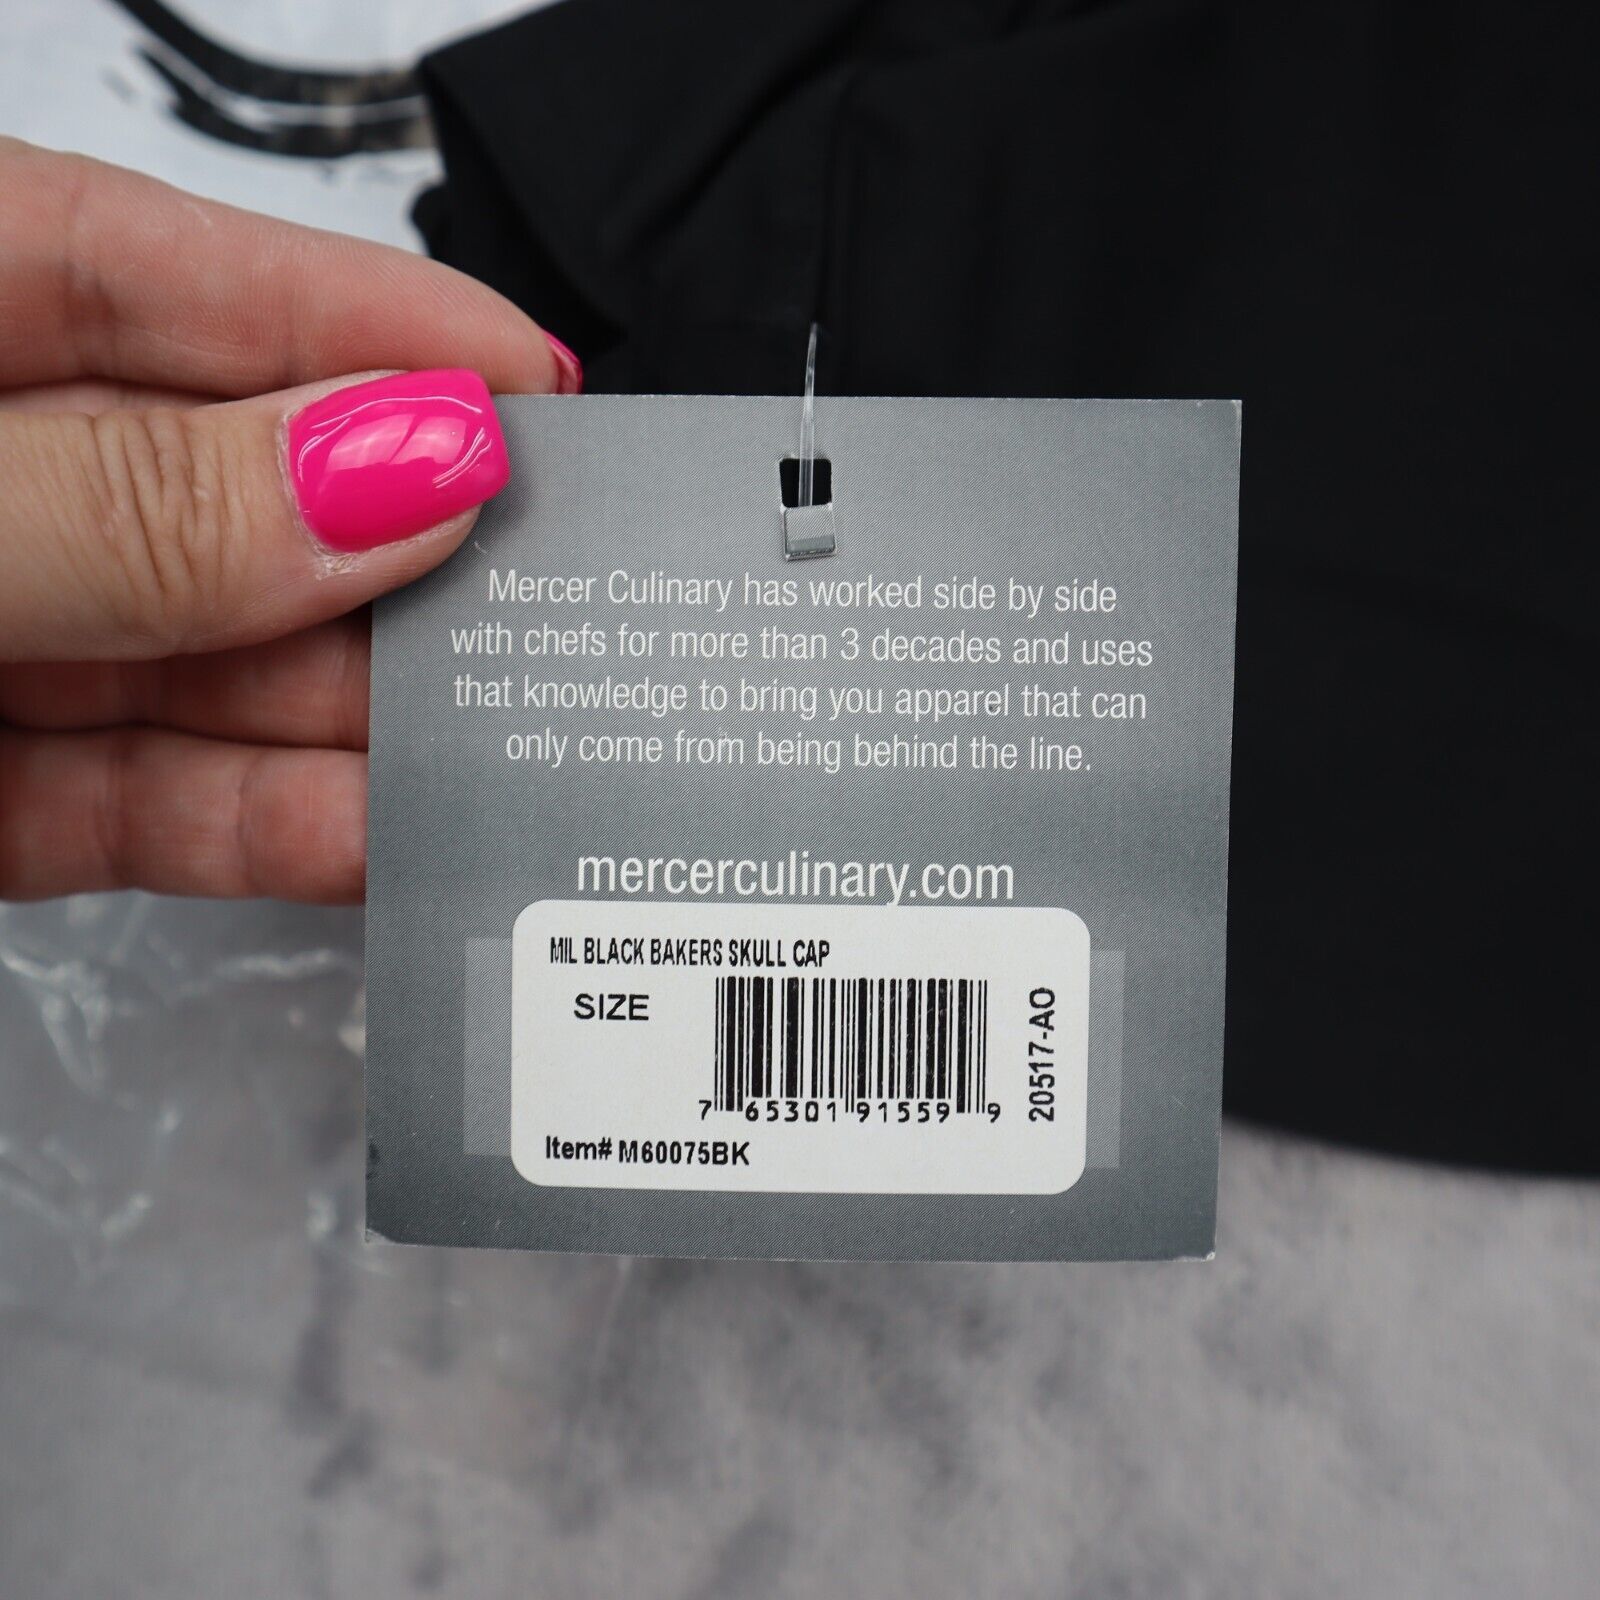 Mercer Culinary has worked side by side
with chefs for more than 3 decades and uses
that knowledge to bring you apparel that can
only come from being behind the line.
mercerculinary.com
MIL BLACK BAKERS SKULL CAP
SIZE
7 65301 91559 9
20517-AO
Item# M60075BK